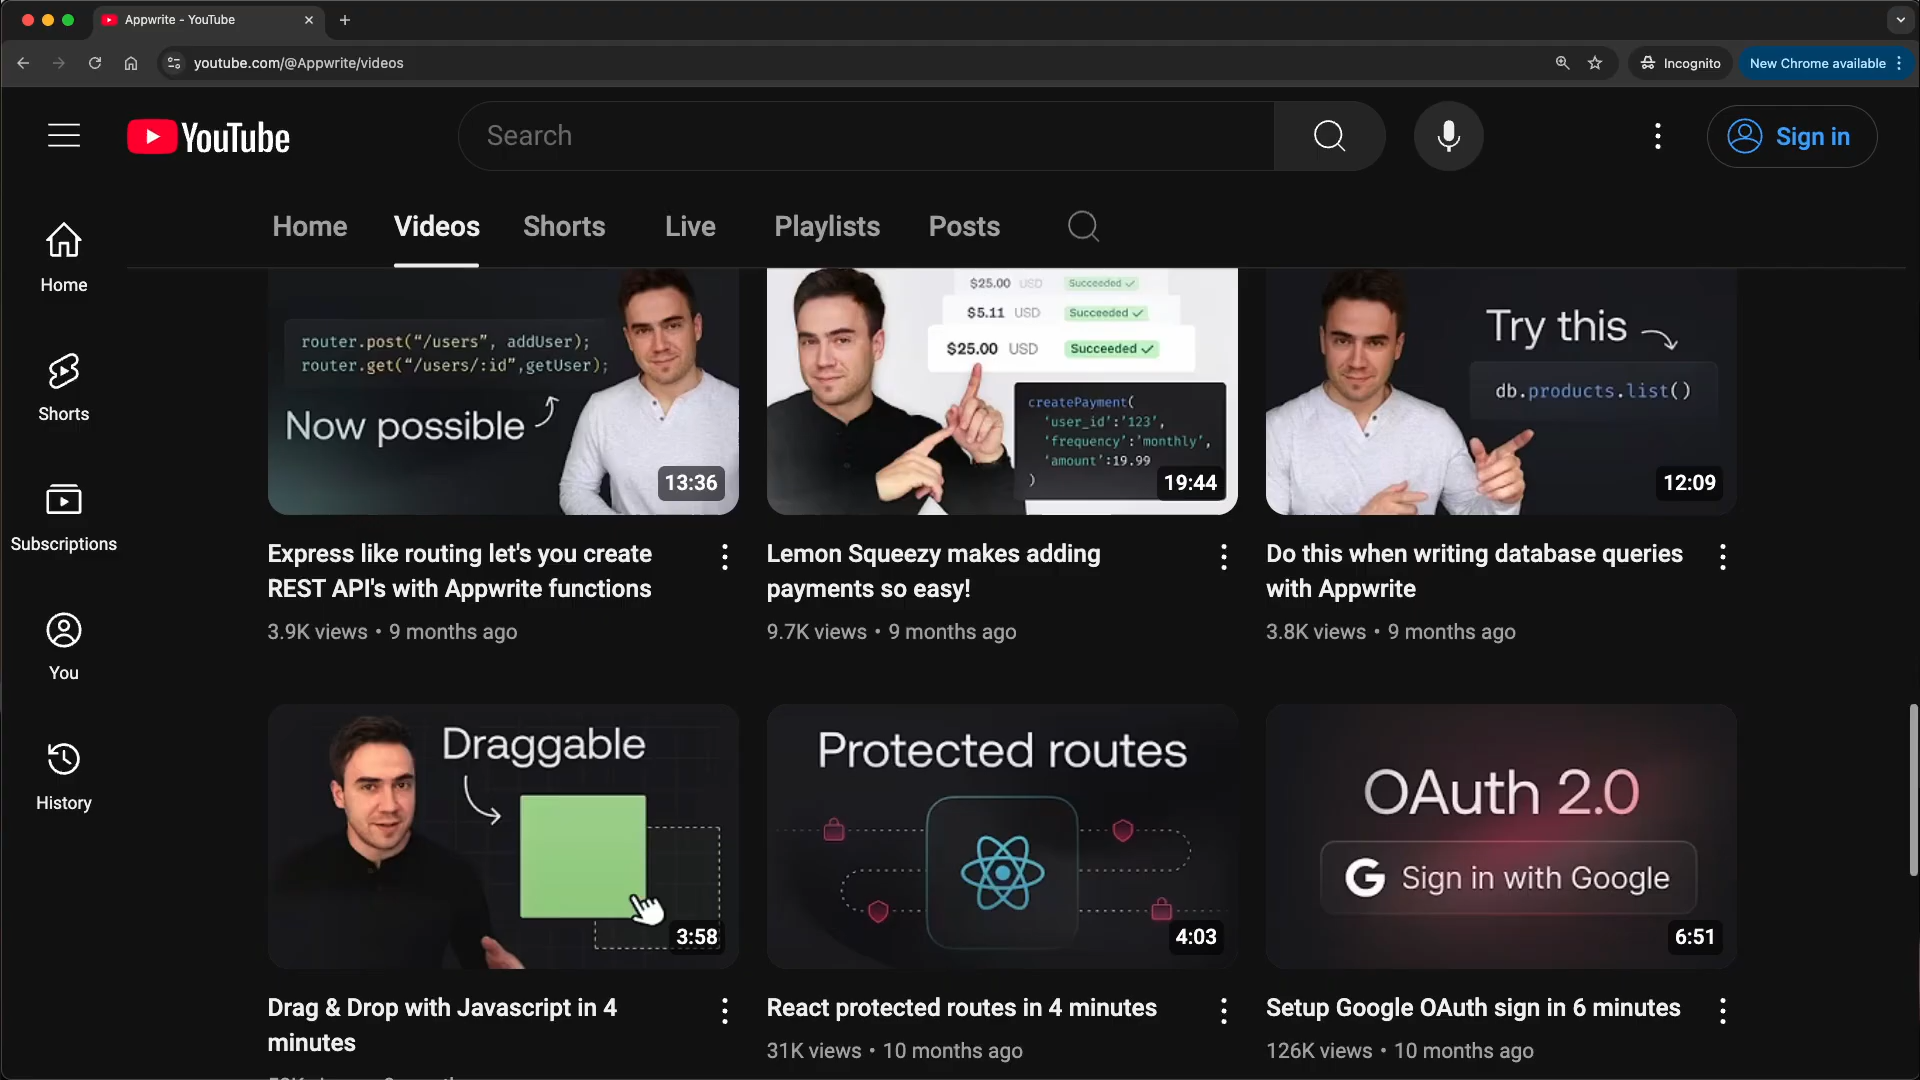 Appwrite - YouTube
youtube.com/@Appwrite/videos
Incognito
New Chrome available
YouTube
Search
Sign in
Home
Videos
Shorts
Live
Playlists
Posts
Home
Shorts
Subscriptions
You
History
router.post(“/users”, addUser);
router.get(“/users/:id”,getUser);
Now possible
13:36
Express like routing let's you create
REST API's with Appwrite functions
3.9K views • 9 months ago
$25.00 USD Succeeded ✓
$5.11 USD Succeeded ✓
$25.00 USD Succeeded ✓
createPayment(
‘user_id’:‘123’,
‘frequency’:‘monthly’,
‘amount’:19.99
)
19:44
Lemon Squeezy makes adding
payments so easy!
9.7K views • 9 months ago
Try this
db.products.list()
12:09
Do this when writing database queries
with Appwrite
3.8K views • 9 months ago
Draggable
3:58
Drag & Drop with Javascript in 4
minutes
Protected routes
4:03
React protected routes in 4 minutes
31K views • 10 months ago
OAuth 2.0
G Sign in with Google
6:51
Setup Google OAuth sign in 6 minutes
126K views • 10 months ago